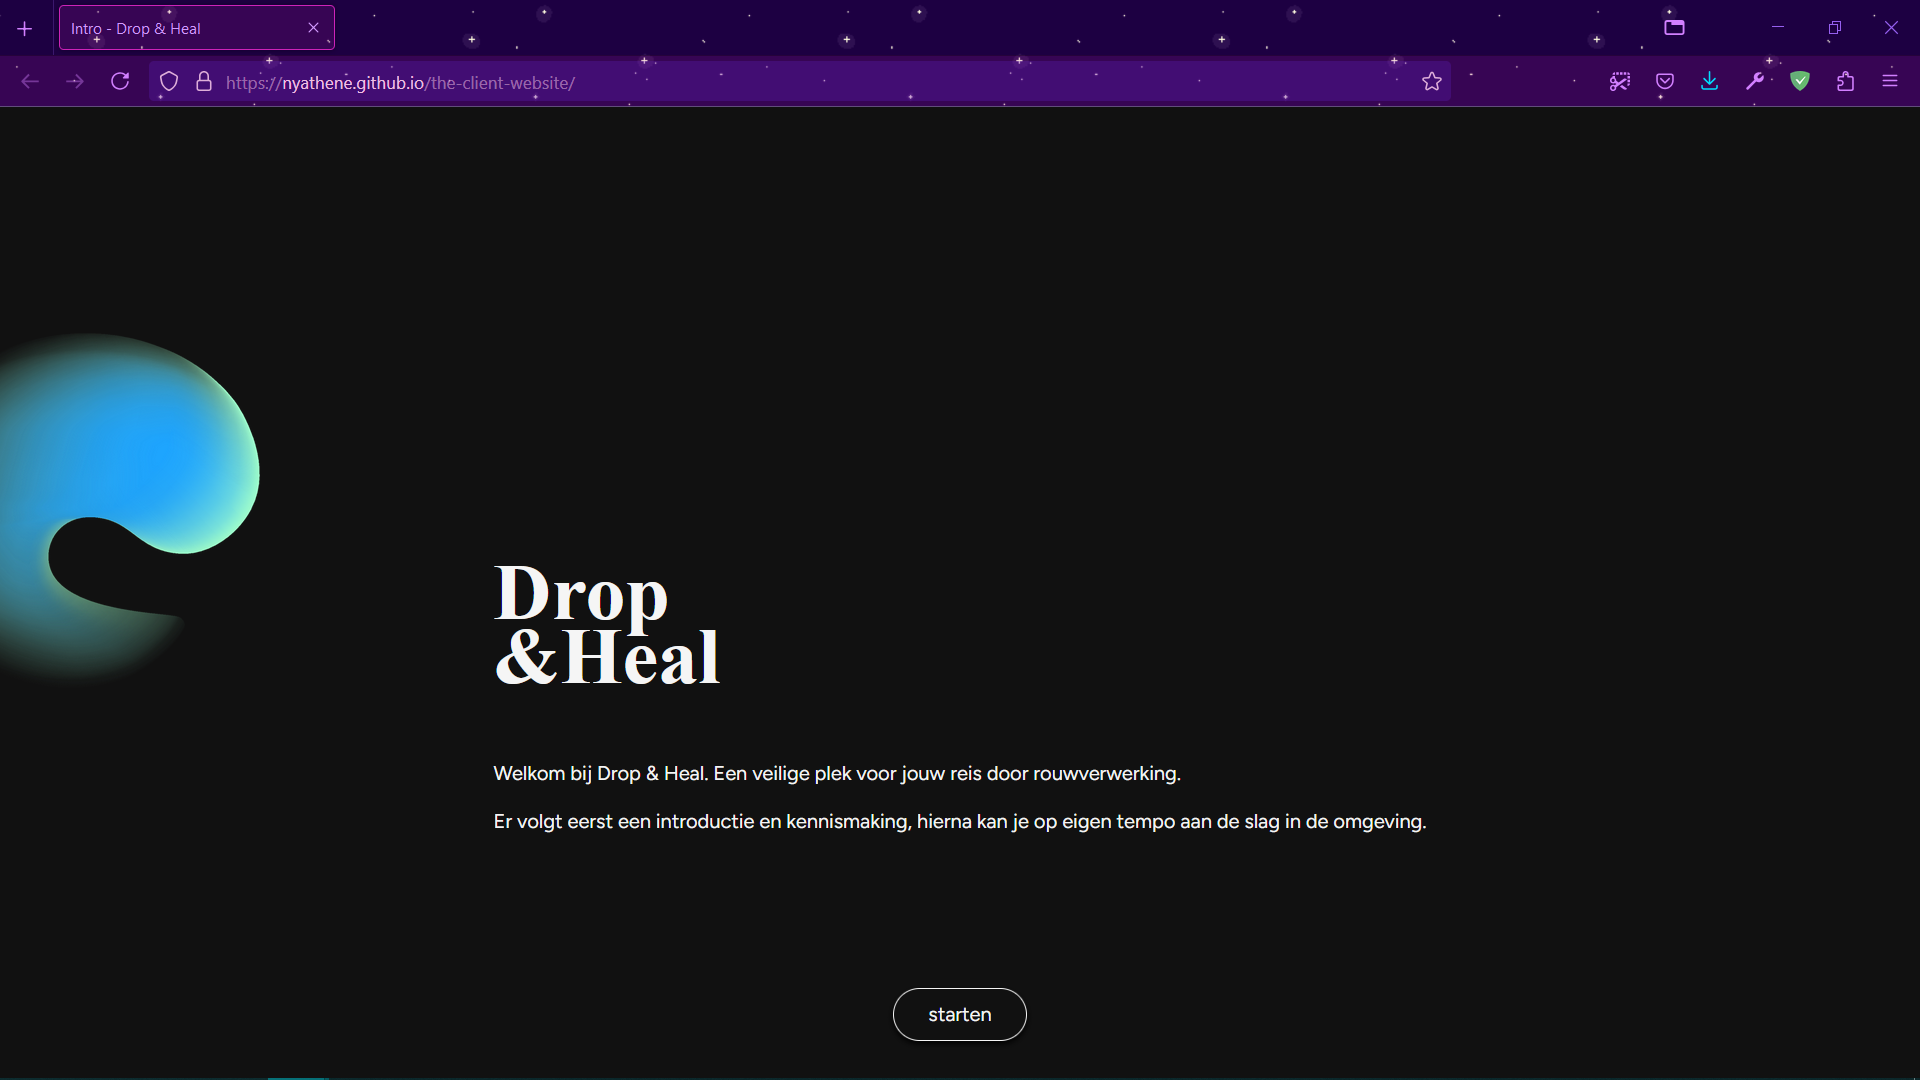 Intro - Drop & Heal
https://nyathene.github.io/the-client-website/
Drop
&Heal
Welkom bij Drop & Heal. Een veilige plek voor jouw reis door rouwverwerking.
Er volgt eerst een introductie en kennismaking, hierna kan je op eigen tempo aan de slag in de omgeving.
starten